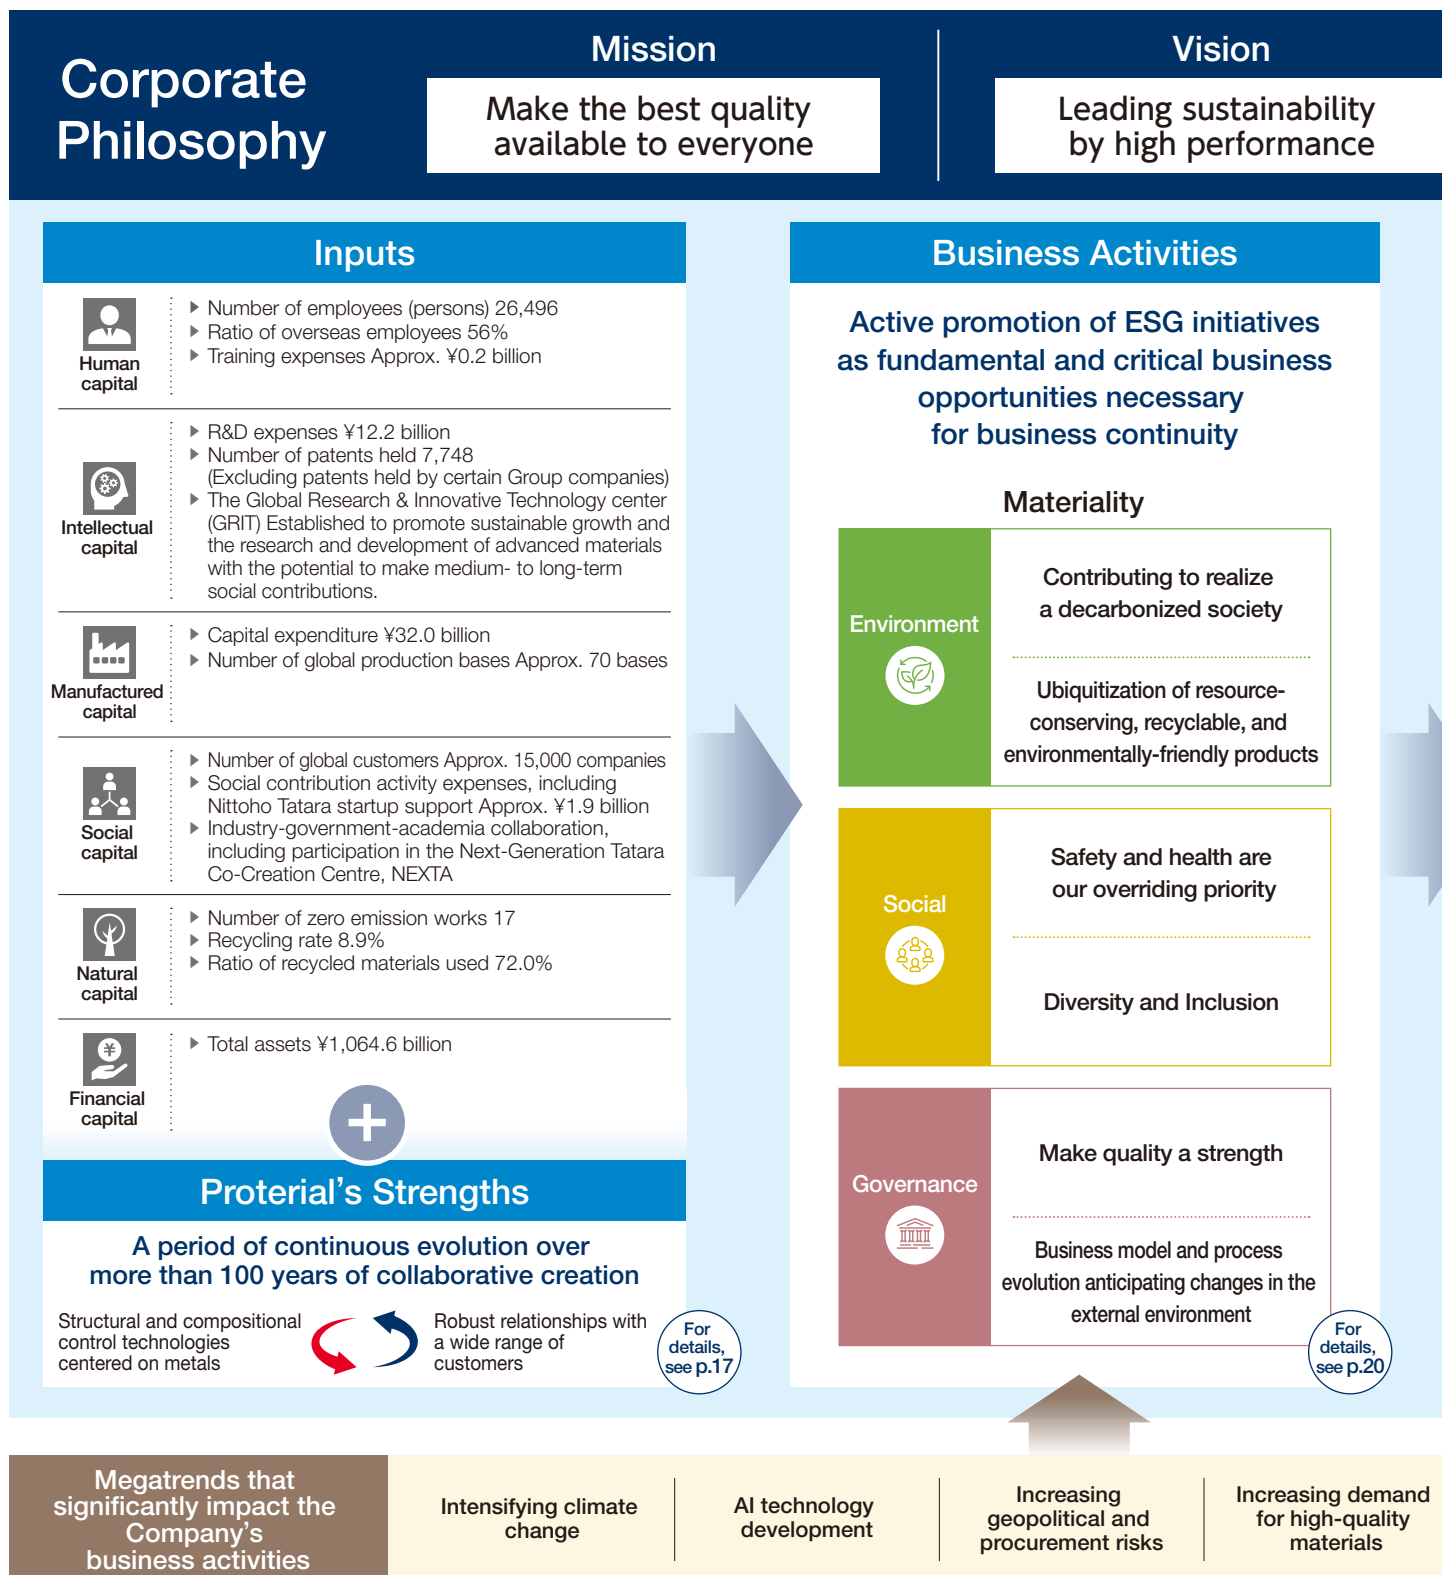 Corporate
Philosophy
Mission
Make the best quality
available to everyone
Vision
Leading sustainability
by high performance
Inputs
Human
capital
Number of employees (persons) 26,496
Ratio of overseas employees 56%
Training expenses Approx. ¥0.2 billion
Intellectual
capital
R&D expenses ¥12.2 billion
Number of patents held 7,748
(Excluding patents held by certain Group companies)
The Global Research & Innovative Technology center
(GRIT) Established to promote sustainable growth and
the research and development of advanced materials
with the potential to make medium- to long-term
social contributions.
Manufactured
capital
Capital expenditure ¥32.0 billion
Number of global production bases Approx. 70 bases
Social
capital
Number of global customers Approx. 15,000 companies
Social contribution activity expenses, including
Nittoho Tatara startup support Approx. ¥1.9 billion
Industry-government-academia collaboration,
including participation in the Next-Generation Tatara
Co-Creation Centre, NEXTA
Natural
capital
Number of zero emission works 17
Recycling rate 8.9%
Ratio of recycled materials used 72.0%
Financial
capital
Total assets ¥1,064.6 billion
+
Proterial's Strengths
A period of continuous evolution over
more than 100 years of collaborative creation
Structural and compositional
control technologies
centered on metals
Robust relationships with
a wide range of
customers
For
details,
see p.17
Business Activities
Active promotion of ESG initiatives
as fundamental and critical business
opportunities necessary
for business continuity
Materiality
Environment
Contributing to realize
a decarbonized society
Ubiquitization of resource-
conserving, recyclable, and
environmentally-friendly products
Social
Safety and health are
our overriding priority
Diversity and Inclusion
Governance
Make quality a strength
Business model and process
evolution anticipating changes in the
external environment
For
details,
see p.20
Megatrends that
significantly impact the
Company's
business activities
Intensifying climate
change
AI technology
development
Increasing
geopolitical and
procurement risks
Increasing demand
for high-quality
materials